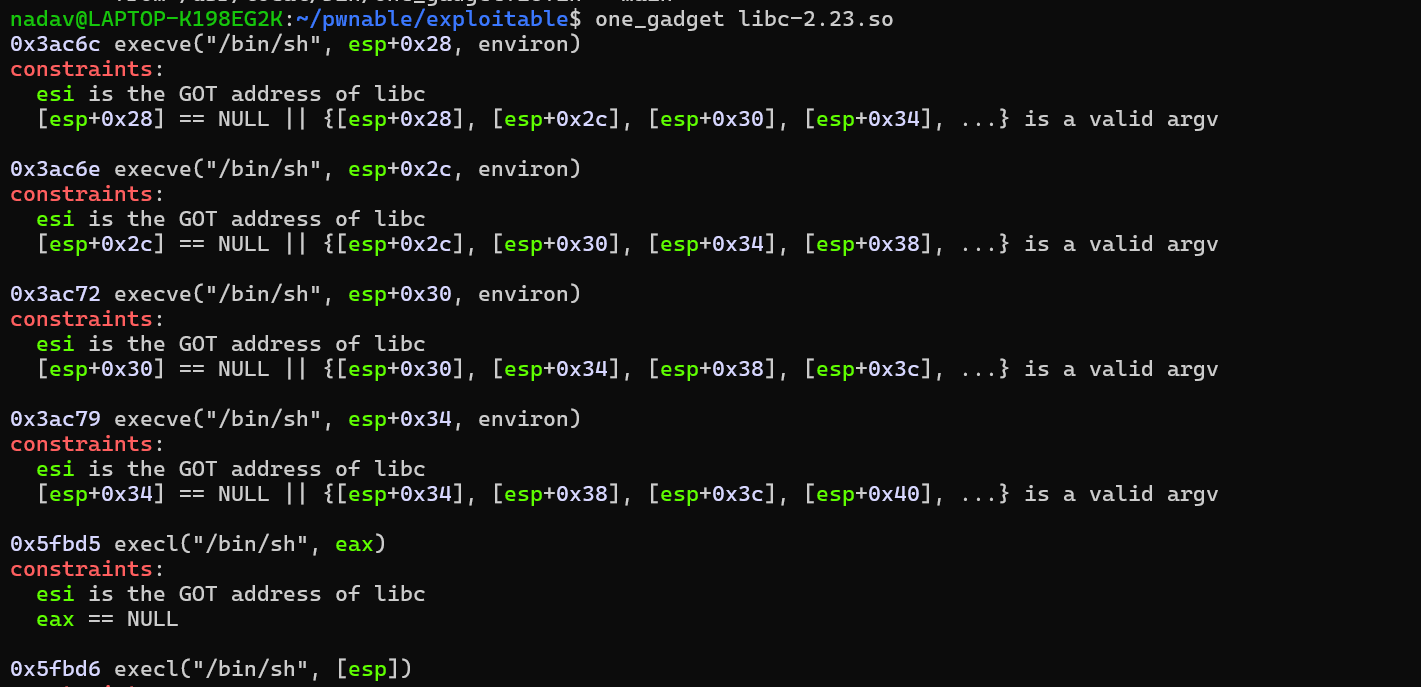 nadav@LAPTOP-K198EG2K:~/pwnable/exploitable$ one_gadget libc-2.23.so
0x3ac6c execve("/bin/sh", esp+0x28, environ)
constraints:
  esi is the GOT address of libc
  [esp+0x28] == NULL || {[esp+0x28], [esp+0x2c], [esp+0x30], [esp+0x34], ...} is a valid argv

0x3ac6e execve("/bin/sh", esp+0x2c, environ)
constraints:
  esi is the GOT address of libc
  [esp+0x2c] == NULL || {[esp+0x2c], [esp+0x30], [esp+0x34], [esp+0x38], ...} is a valid argv

0x3ac72 execve("/bin/sh", esp+0x30, environ)
constraints:
  esi is the GOT address of libc
  [esp+0x30] == NULL || {[esp+0x30], [esp+0x34], [esp+0x38], [esp+0x3c], ...} is a valid argv

0x3ac79 execve("/bin/sh", esp+0x34, environ)
constraints:
  esi is the GOT address of libc
  [esp+0x34] == NULL || {[esp+0x34], [esp+0x38], [esp+0x3c], [esp+0x40], ...} is a valid argv

0x5fbd5 execl("/bin/sh", eax)
constraints:
  esi is the GOT address of libc
  eax == NULL

0x5fbd6 execl("/bin/sh", [esp])